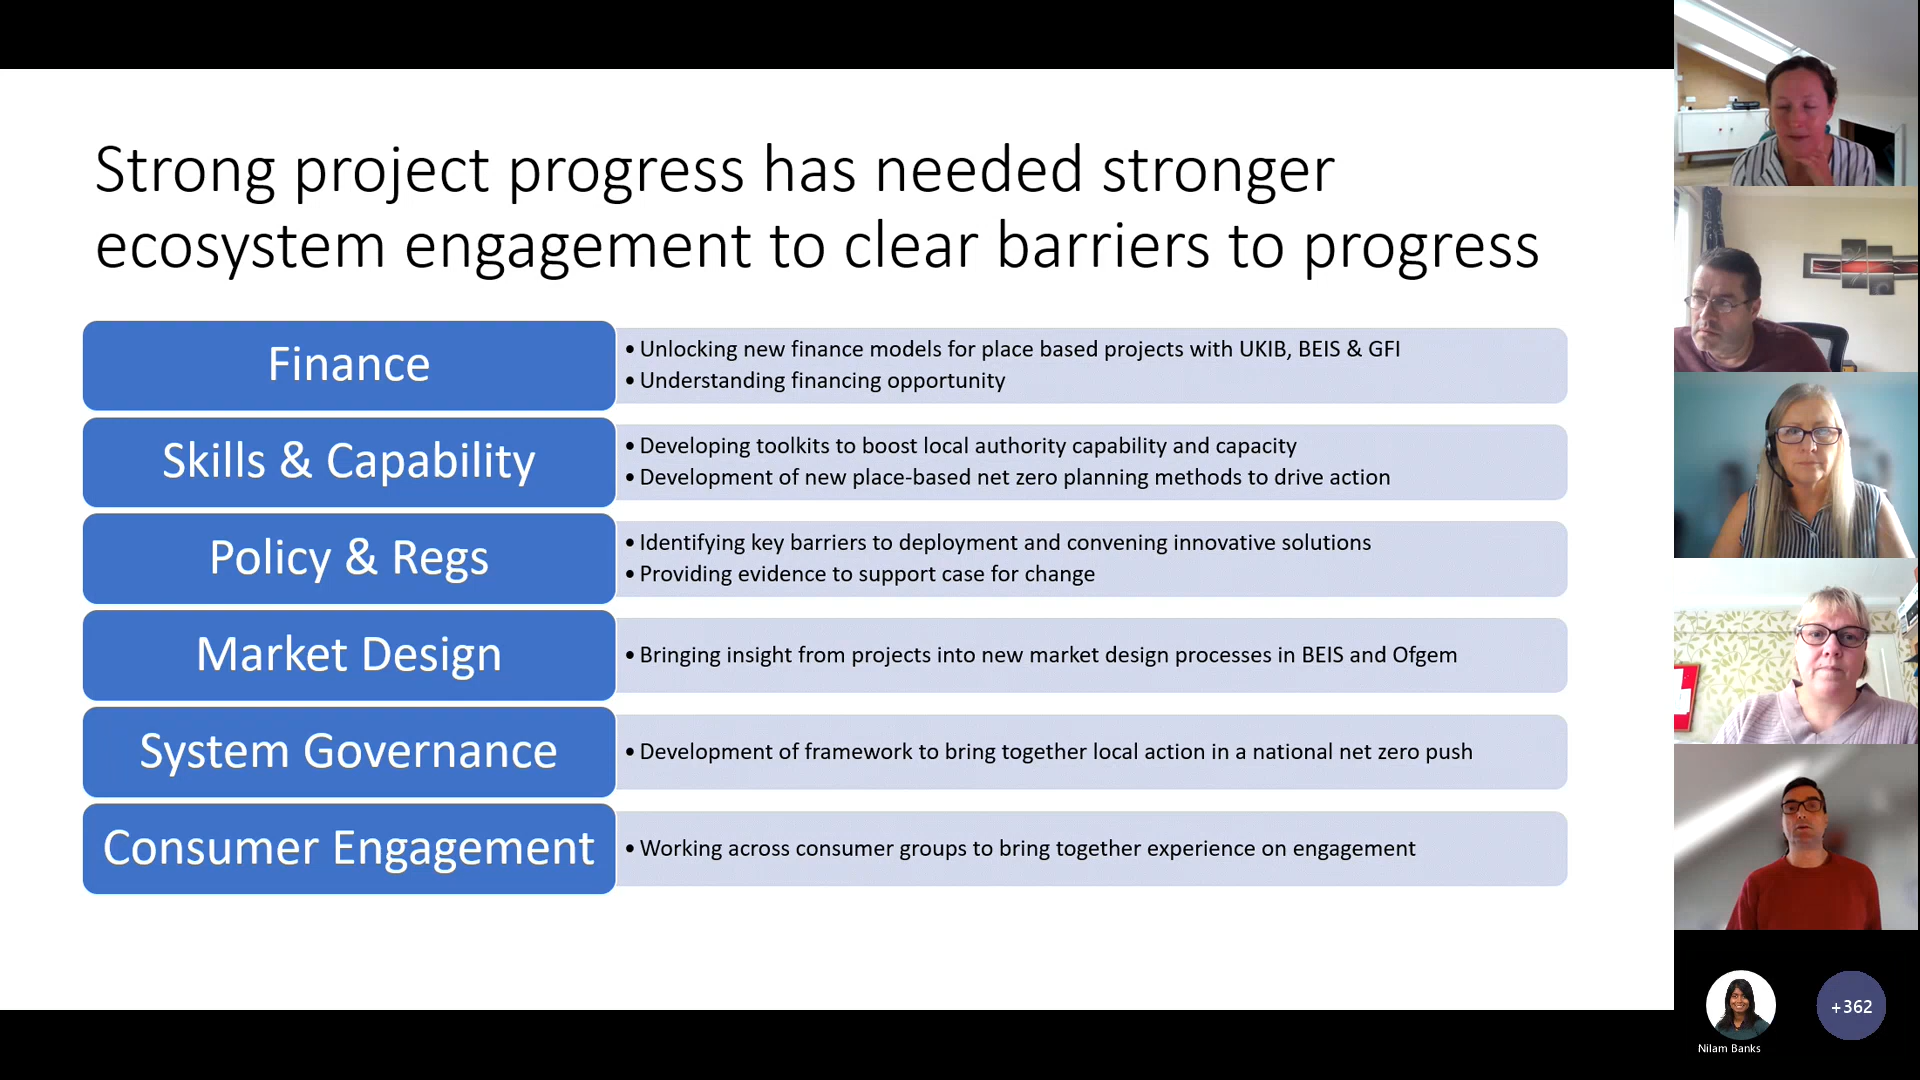 Strong project progress has needed stronger
ecosystem engagement to clear barriers to progress
Finance
• Unlocking new finance models for place based projects with UKIB, BEIS & GFI
• Understanding financing opportunity
Skills & Capability
• Developing toolkits to boost local authority capability and capacity
• Development of new place-based net zero planning methods to drive action
Policy & Regs
• Identifying key barriers to deployment and convening innovative solutions
• Providing evidence to support case for change
Market Design
• Bringing insight from projects into new market design processes in BEIS and Ofgem
System Governance
• Development of framework to bring together local action in a national net zero push
Consumer Engagement
• Working across consumer groups to bring together experience on engagement
+362
Nilam Banks